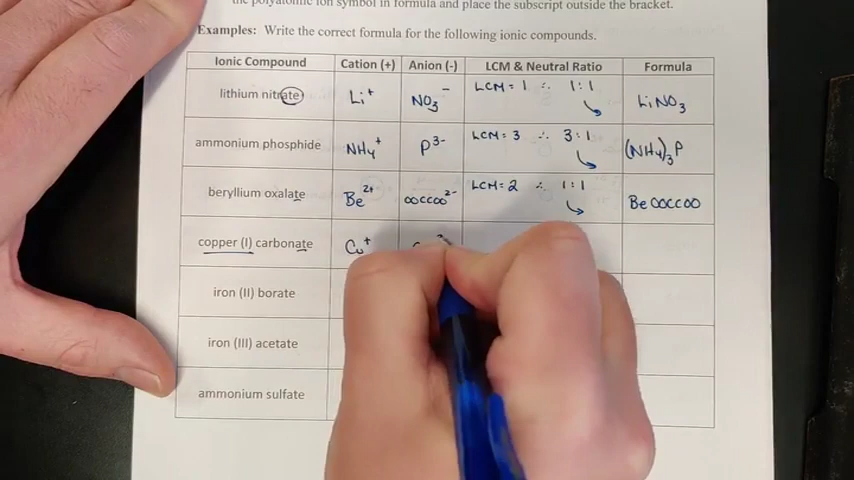 the polyatomic ion symbol in formula and place the subscript outside the bracket.
Examples: Write the correct formula for the following ionic compounds.
Ionic Compound Cation (+) Anion (-) LCM & Neutral Ratio Formula
lithium nitrate Li⁺ NO₃⁻ LCM = 1 ∴ 1:1 LiNO₃
ammonium phosphide NH₄⁺ P³⁻ LCM = 3 ∴ 3:1 (NH₄)₃P
beryllium oxalate Be²⁺ OOCCOO²⁻ LCM = 2 ∴ 1:1 BeOOCCOO
copper (I) carbonate Cu⁺
iron (II) borate
iron (III) acetate
ammonium sulfate